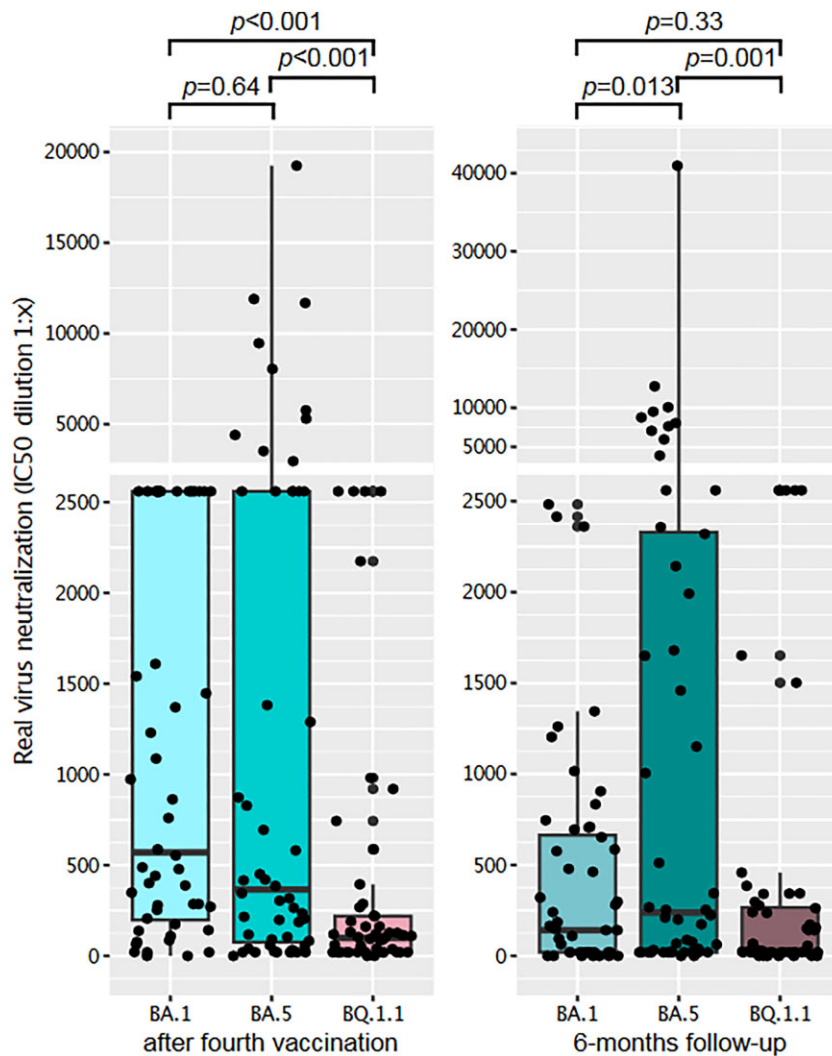 p<0.001
p<0.001
p=0.64
p=0.33
p=0.001
p=0.013
Real virus neutralization (IC50 dilution 1:x)
20000
15000
10000
5000
2500
2000
1500
1000
500
0
40000
30000
20000
10000
5000
2500
2000
1500
1000
500
0
BA.1 BA.5 BQ.1.1
after fourth vaccination
BA.1 BA.5 BQ.1.1
6-months follow-up